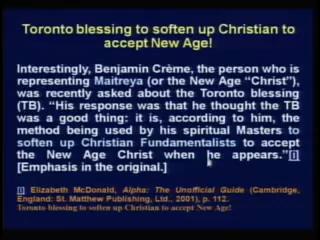 Toronto blessing to soften up Christian to
accept New Age!
Interestingly, Benjamin Crème, the person who is
representing Maitreya (or the New Age “Christ”),
was recently asked about the Toronto blessing
(TB). “His response was that he thought the TB
was a good thing: it is, according to him, the
method being used by his spiritual Masters to
soften up Christian Fundamentalists to accept
the New Age Christ when he appears.”[i]
[Emphasis in the original.]
[i] Elizabeth McDonald, Alpha: The Unofficial Guide (Cambridge,
England: St. Matthew Publishing, Ltd., 2001), p. 112.
Toronto blessing to soften up Christian to accept New Age!